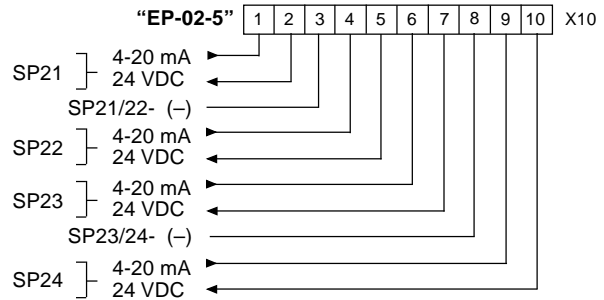 “EP-02-5” 1 2 3 4 5 6 7 8 9 10 X10
4-20 mA
SP21
24 VDC
SP21/22- (–)
4-20 mA
SP22
24 VDC
4-20 mA
SP23
24 VDC
SP23/24- (–)
4-20 mA
SP24
24 VDC